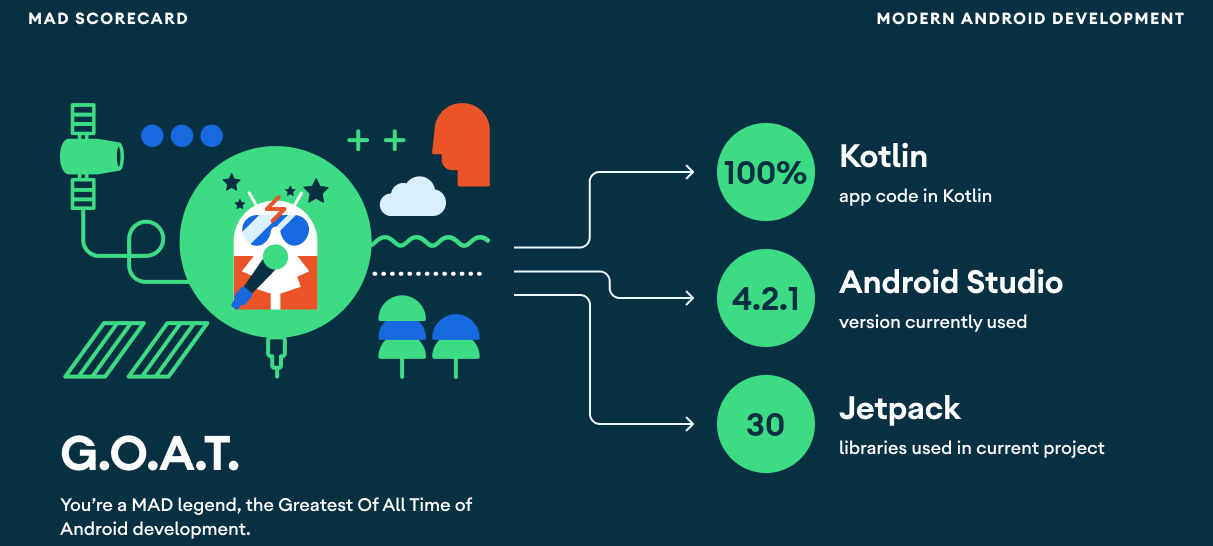 MAD SCORECARD
MODERN ANDROID DEVELOPMENT
100%
Kotlin
app code in Kotlin
4.2.1
Android Studio
version currently used
30
Jetpack
libraries used in current project
G.O.A.T.
You’re a MAD legend, the Greatest Of All Time of
Android development.